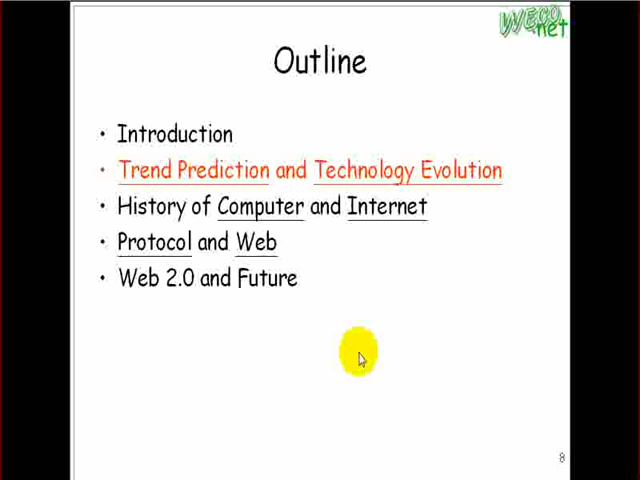 WECO
.net
Outline
• Introduction
• Trend Prediction and Technology Evolution
• History of Computer and Internet
• Protocol and Web
• Web 2.0 and Future
8